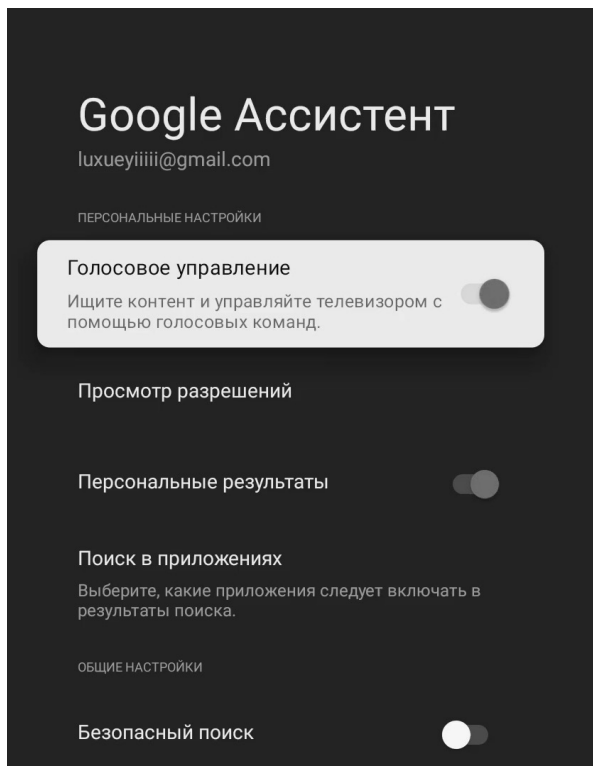 Google Ассистент
luxueyiiiii@gmail.com
ПЕРСОНАЛЬНЫЕ НАСТРОЙКИ
Голосовое управление
Ищите контент и управляйте телевизором с
помощью голосовых команд.
Просмотр разрешений
Персональные результаты
Поиск в приложениях
Выберите, какие приложения следует включать в
результаты поиска.
ОБЩИЕ НАСТРОЙКИ
Безопасный поиск